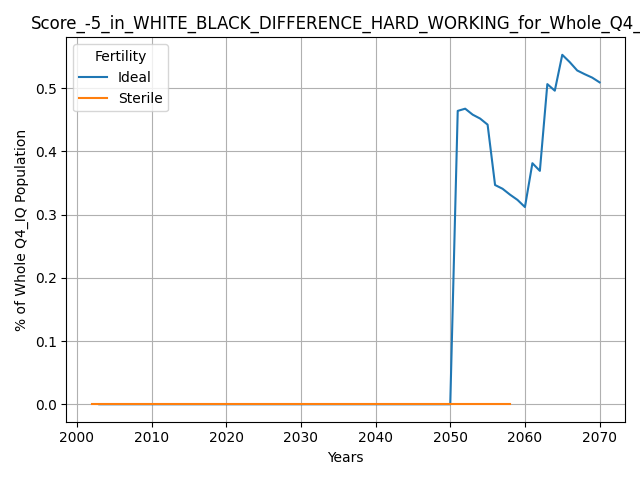 Score_-5_in_WHITE_BLACK_DIFFERENCE_HARD_WORKING_for_Whole_Q4_
Fertility
Ideal
Sterile
% of Whole Q4_IQ Population
0.5
0.4
0.3
0.2
0.1
0.0
2000 2010 2020 2030 2040 2050 2060 2070
Years